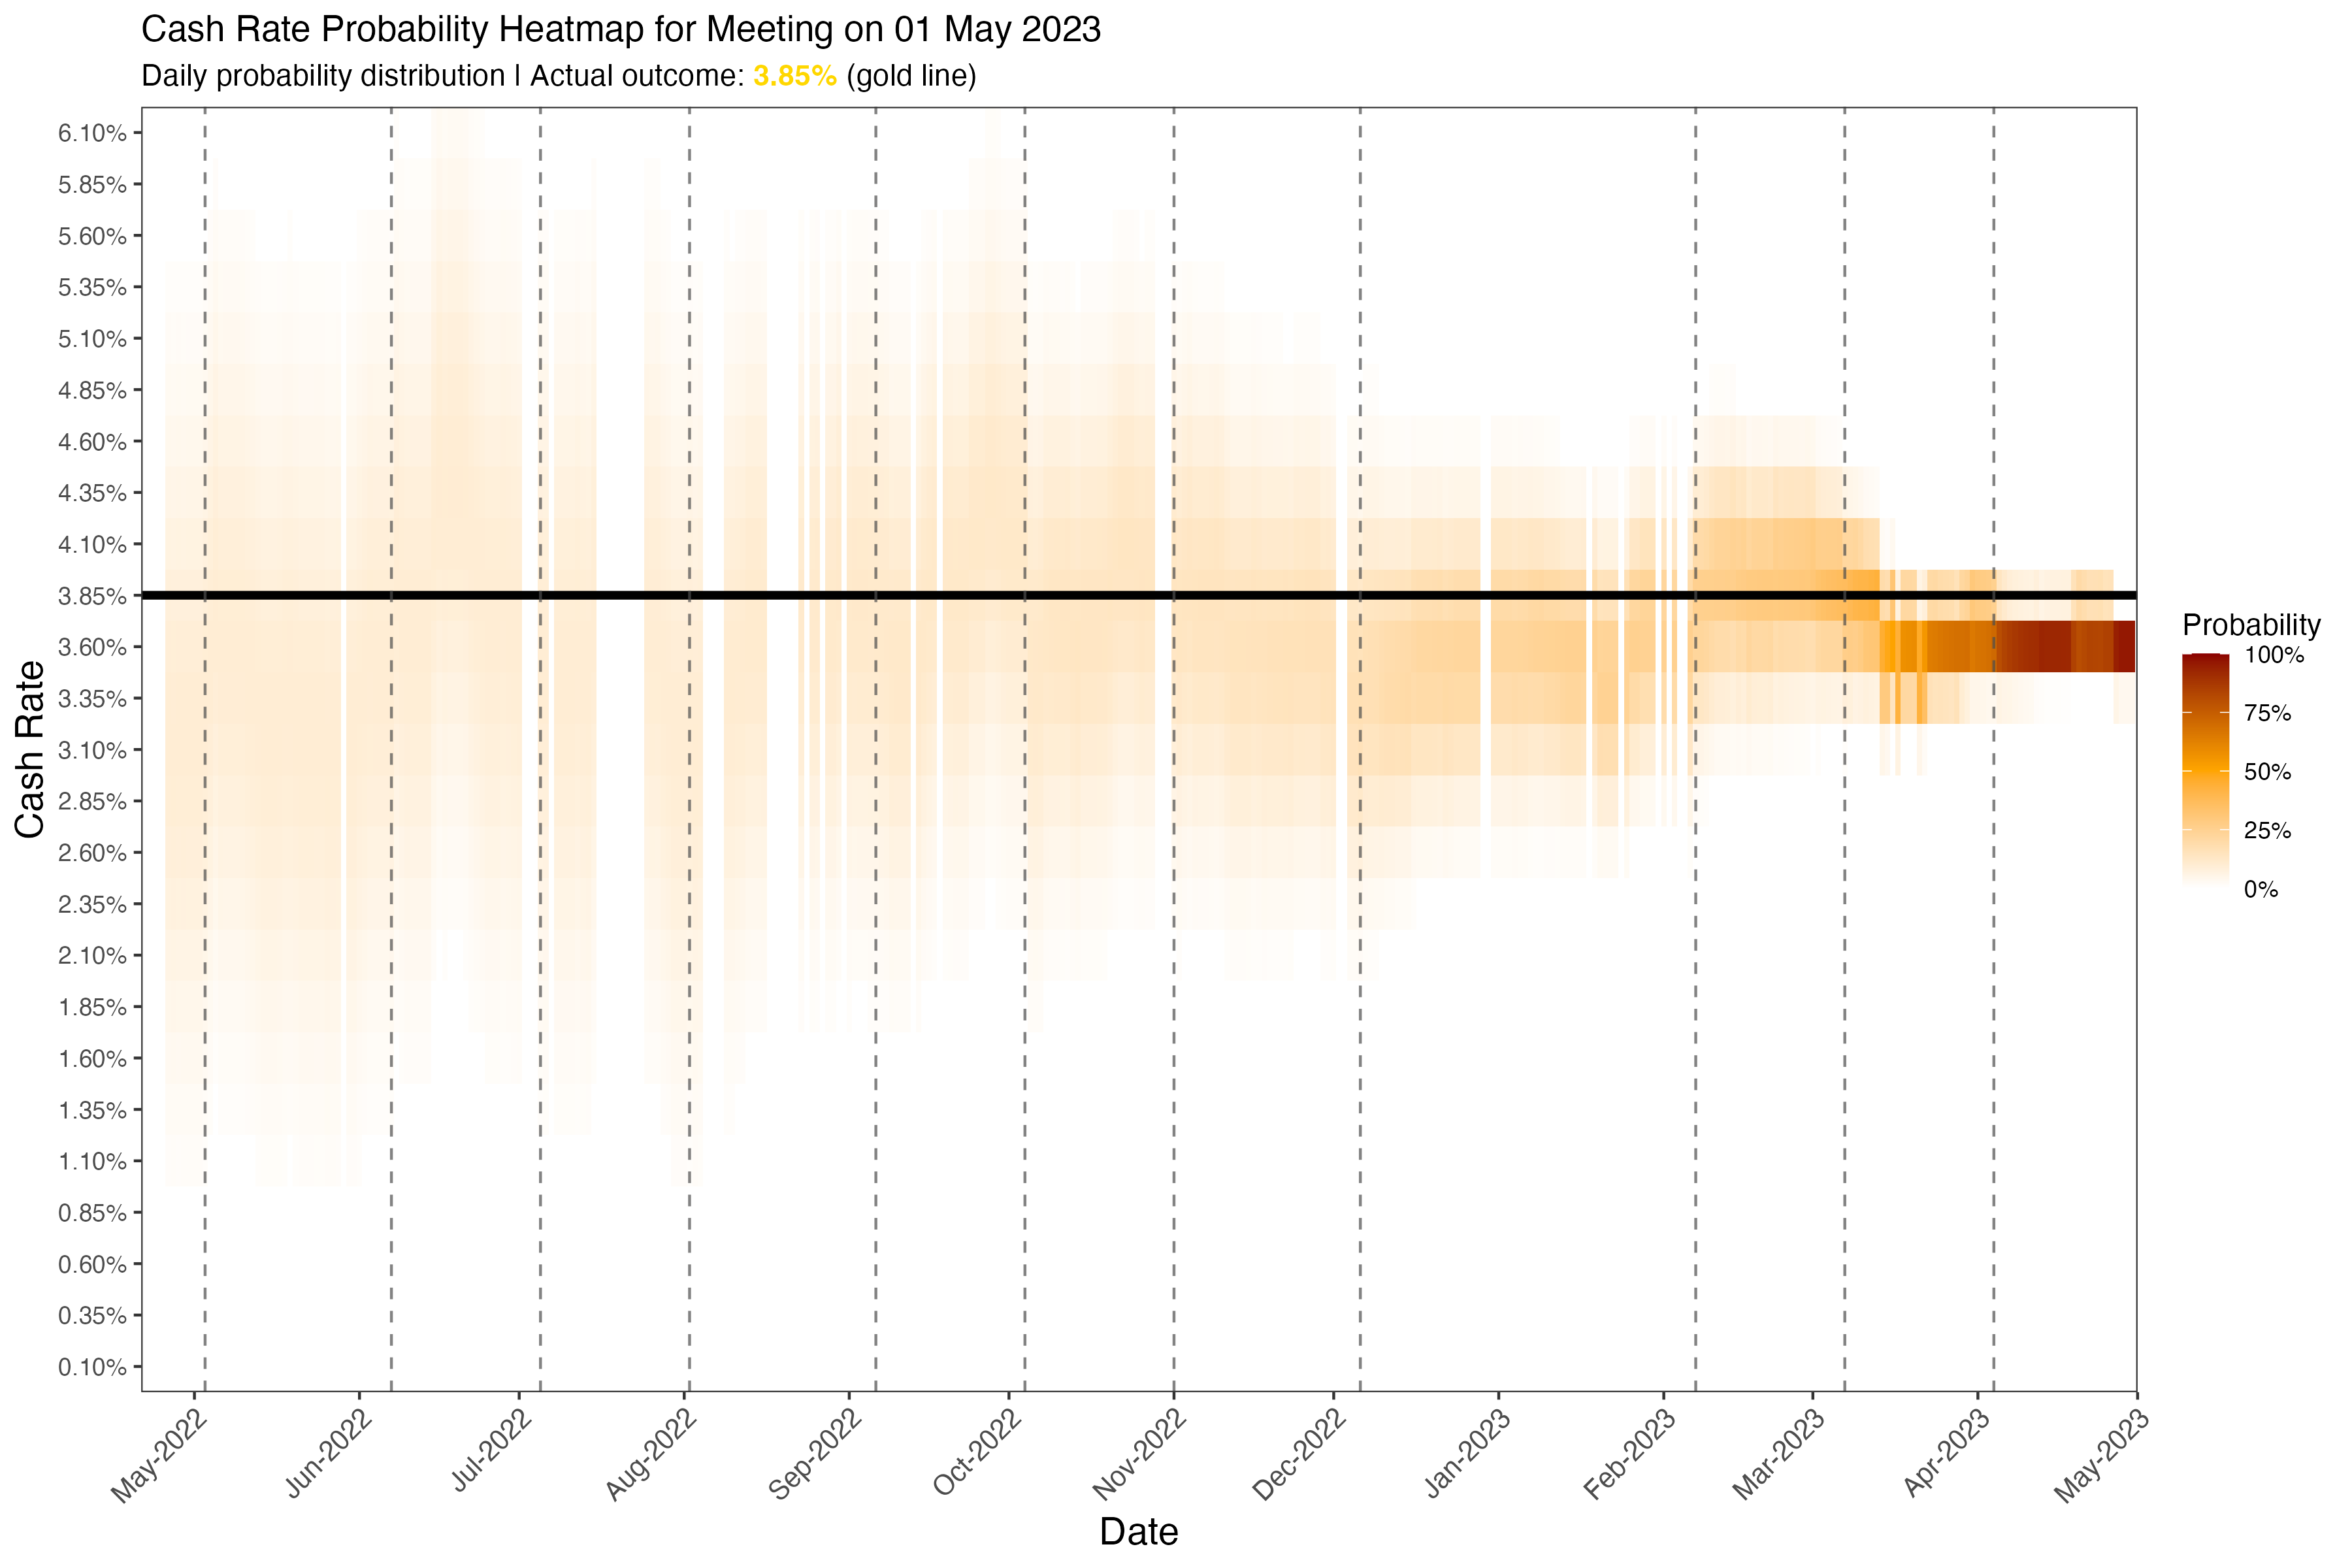 Cash Rate Probability Heatmap for Meeting on 01 May 2023
Daily probability distribution | Actual outcome: 3.85% (gold line)
Cash Rate
6.10%
5.85%
5.60%
5.35%
5.10%
4.85%
4.60%
4.35%
4.10%
3.85%
3.60%
3.35%
3.10%
2.85%
2.60%
2.35%
2.10%
1.85%
1.60%
1.35%
1.10%
0.85%
0.60%
0.35%
0.10%
May-2022
Jun-2022
Jul-2022
Aug-2022
Sep-2022
Oct-2022
Nov-2022
Dec-2022
Jan-2023
Feb-2023
Mar-2023
Apr-2023
May-2023
Date
Probability
100%
75%
50%
25%
0%